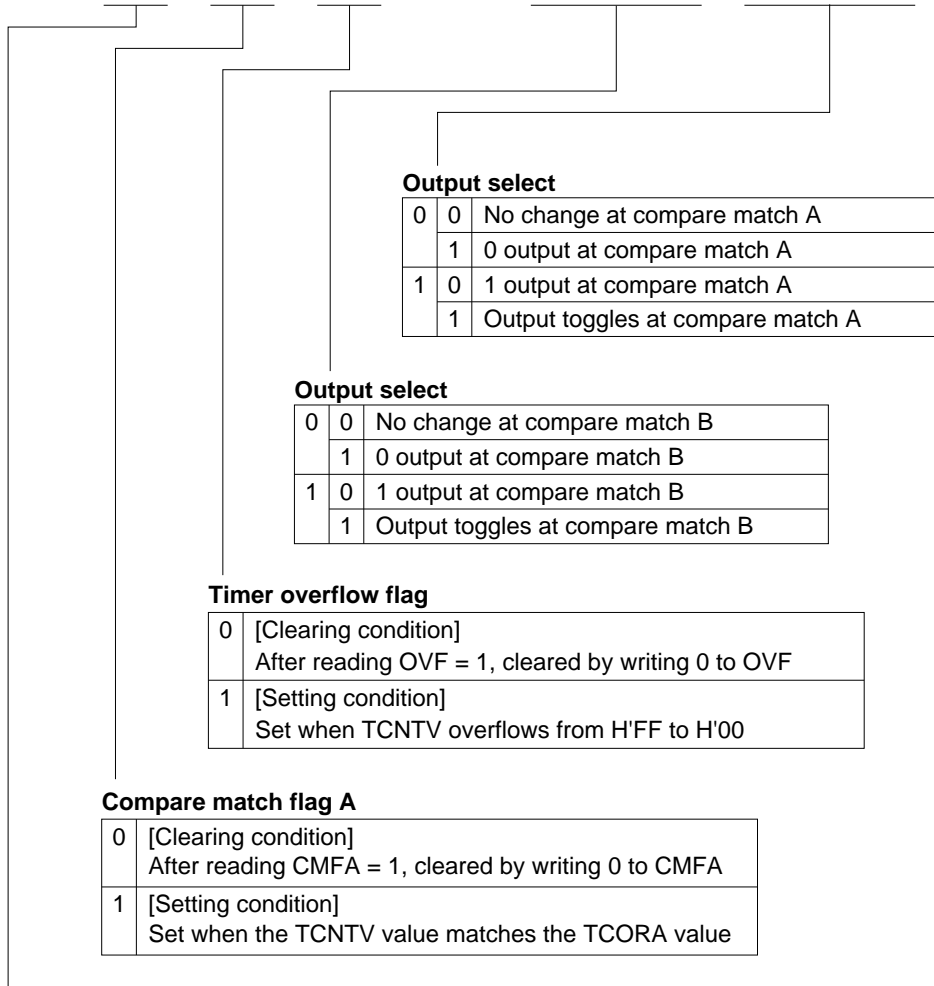 Output select
0 0 No change at compare match A
1 0 output at compare match A
1 0 1 output at compare match A
1 Output toggles at compare match A
Output select
0 0 No change at compare match B
1 0 output at compare match B
1 0 1 output at compare match B
1 Output toggles at compare match B
Timer overflow flag
0 [Clearing condition]
After reading OVF = 1, cleared by writing 0 to OVF
1 [Setting condition]
Set when TCNTV overflows from H'FF to H'00
Compare match flag A
0 [Clearing condition]
After reading CMFA = 1, cleared by writing 0 to CMFA
1 [Setting condition]
Set when the TCNTV value matches the TCORA value